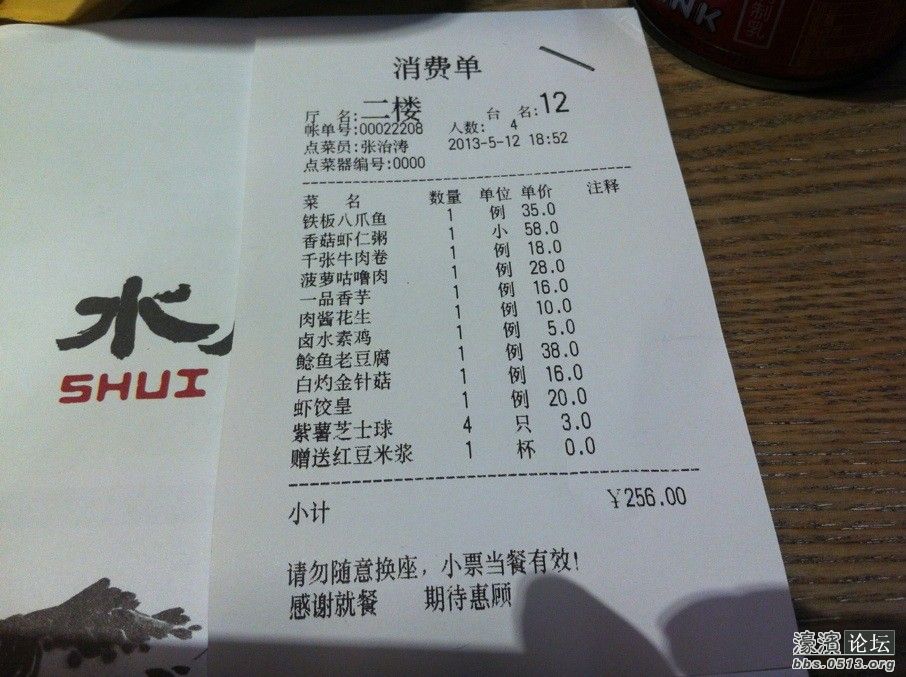 消费单
厅 名:二楼 台 名:12
帐单号:00022208 人数: 4
点菜员:张治涛 2013-5-12 18:52
点菜器编号:0000
菜 名 数量 单位 单价 注释
铁板八爪鱼 1 例 35.0
香菇虾仁粥 1 小 58.0
千张牛肉卷 1 例 18.0
菠萝咕噜肉 1 例 28.0
一品香芋 1 例 16.0
肉酱花生 1 例 10.0
卤水素鸡 1 例 5.0
鲶鱼老豆腐 1 例 38.0
白灼金针菇 1 例 16.0
虾饺皇 1 例 20.0
紫薯芝士球 4 只 3.0
赠送红豆米浆 1 杯 0.0
小计 ¥256.00
请勿随意换座，小票当餐有效!
感谢就餐 期待惠顾
水
SHUI
制乳
濠滨论坛
bbs.0513.org